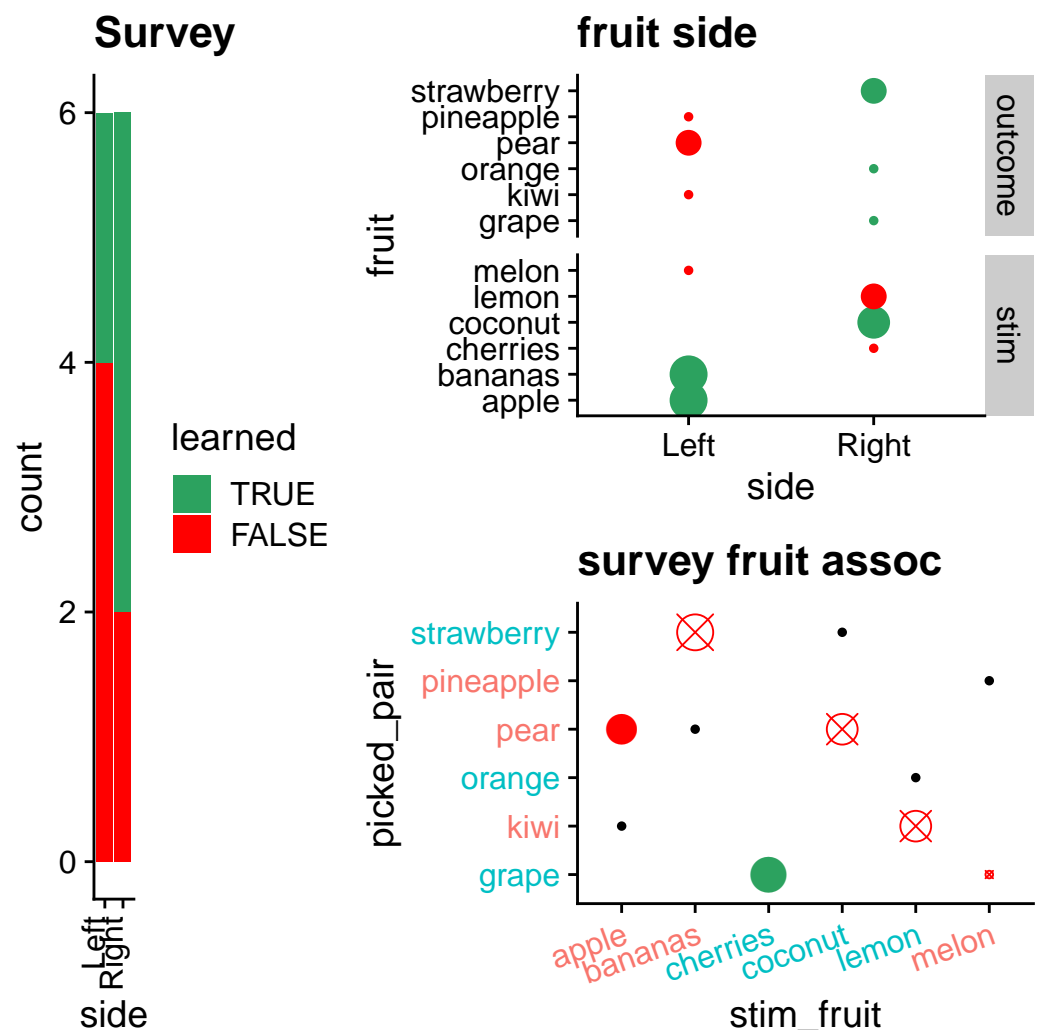 Survey
6
4
2
0
count
Left
Right
side
learned
TRUE
FALSE
fruit side
strawberry
pineapple
pear
orange
kiwi
grape
outcome
melon
lemon
coconut
cherries
bananas
apple
stim
fruit
Left
Right
side
survey fruit assoc
strawberry
pineapple
pear
orange
kiwi
grape
picked_pair
apple
bananas
cherries
coconut
lemon
melon
stim_fruit